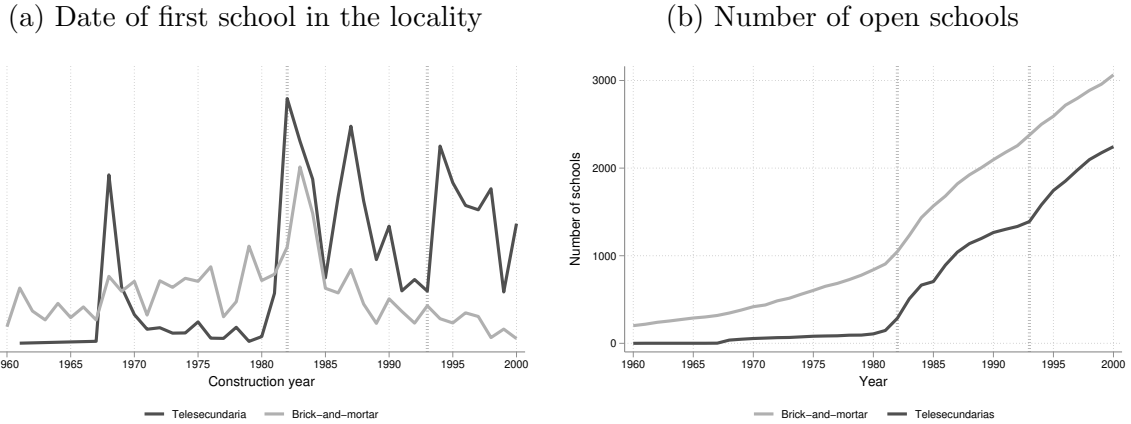 (a) Date of first school in the locality
960 1965 1970 1975 1980 1985 1990 1995 2000
Construction year
Telesecundaria Brick−and−mortar
(b) Number of open schools
3000
2000
1000
0
Number of schools
1960 1965 1970 1975 1980 1985 1990 1995 2000
Year
Brick−and−mortar Telesecundarias